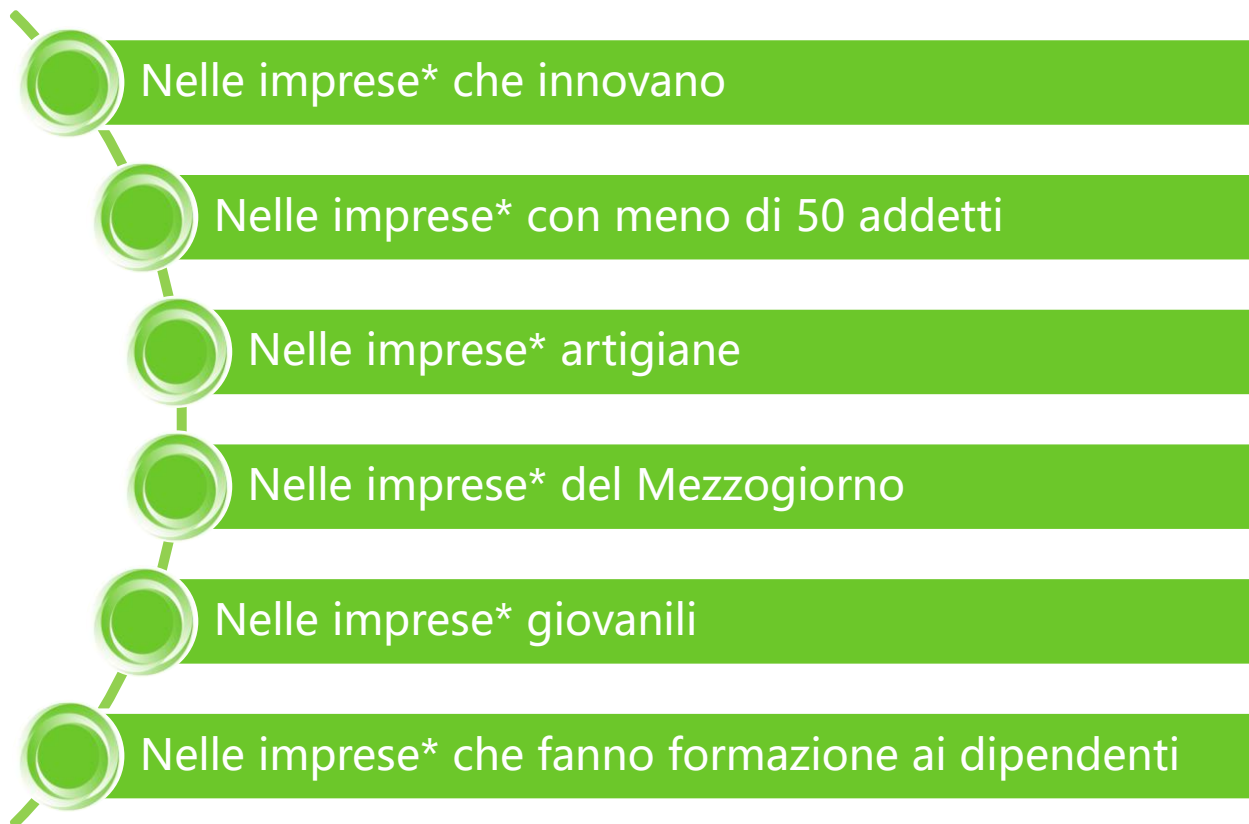 Nelle imprese* che innovano
Nelle imprese* con meno di 50 addetti
Nelle imprese* artigiane
Nelle imprese* del Mezzogiorno
Nelle imprese* giovanili
Nelle imprese* che fanno formazione ai dipendenti